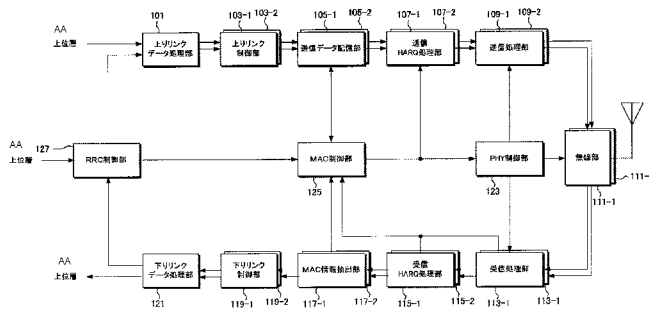 101
103-1
103-2
105-1
105-2
107-1
107-2
109-1
109-2
AA
上位層
上りリンク
データ処理部
上りリンク
制御部
送信データ記憶部
送信
HARQ処理部
送信処理部
AA
上位層
127
RRC制御部
MAC制御部
125
PHY制御部
123
無線部
111-1
111-
AA
上位層
下りリンク
データ処理部
121
下りリンク
制御部
119-1
119-2
MAC情報抽出部
117-1
117-2
受信
HARQ処理部
115-1
115-2
受信処理部
113-1
113-1